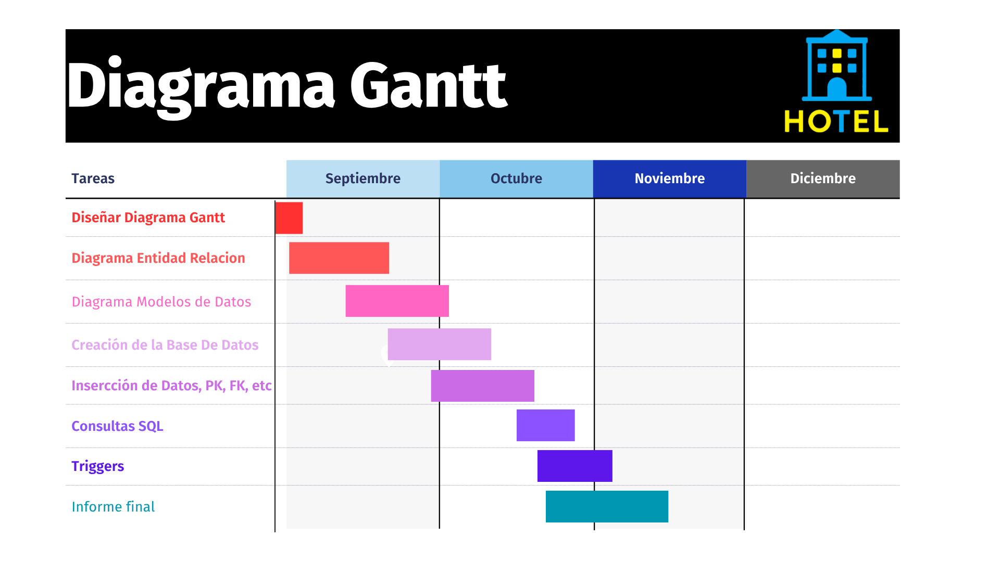 Diagrama Gantt
HOTEL
Tareas
Septiembre
Octubre
Noviembre
Diciembre
Diseñar Diagrama Gantt
Diagrama Entidad Relacion
Diagrama Modelos de Datos
Creación de la Base De Datos
Insercción de Datos, PK, FK, etc
Consultas SQL
Triggers
Informe final